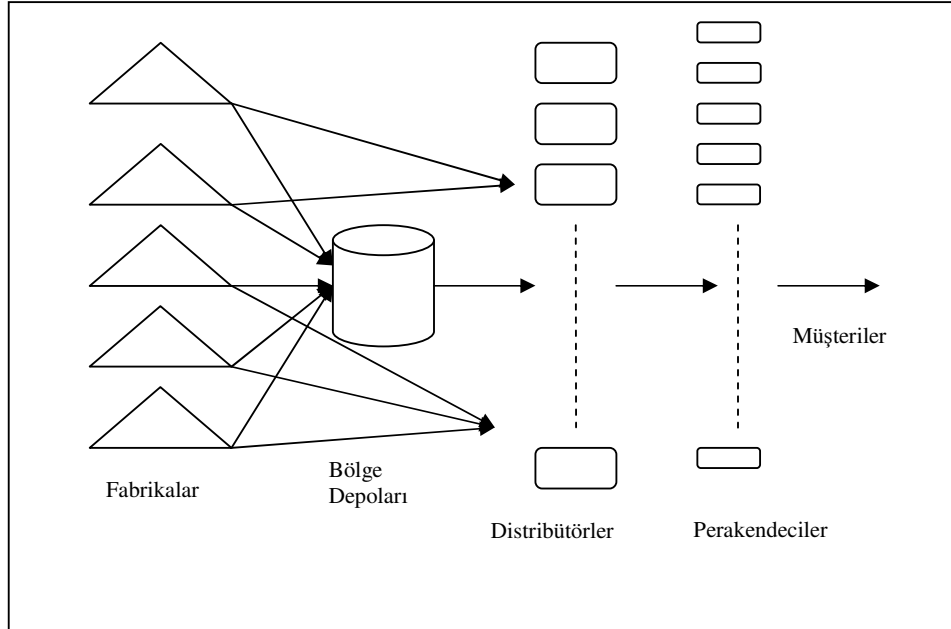 Müşteriler
Fabrikalar
Bölge
Depoları
Distribütörler
Perakendeciler